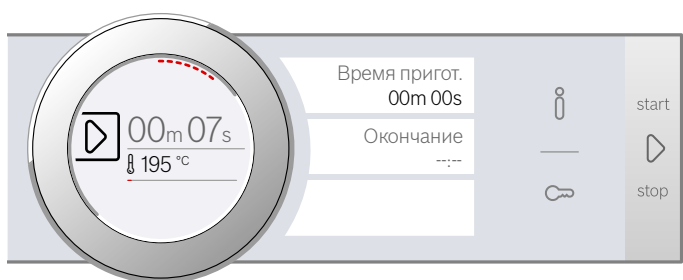 00m 07s
195 °C
Время пригот.
00m 00s
Окончание
--:--
start
stop